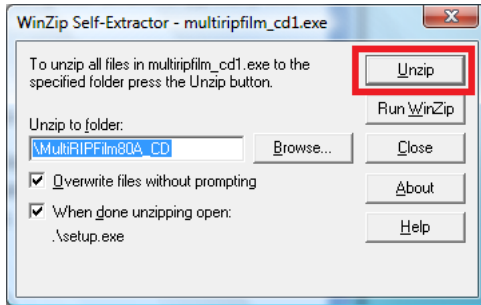 WinZip Self-Extractor - multiripfilm_cd1.exe
To unzip all files in multiripfilm_cd1.exe to the
specified folder press the Unzip button.
Unzip to folder:
\MultiRIPFilm80A_CD
Browse...
Overwrite files without prompting
When done unzipping open:
.\setup.exe
Unzip
Run WinZip
Close
About
Help